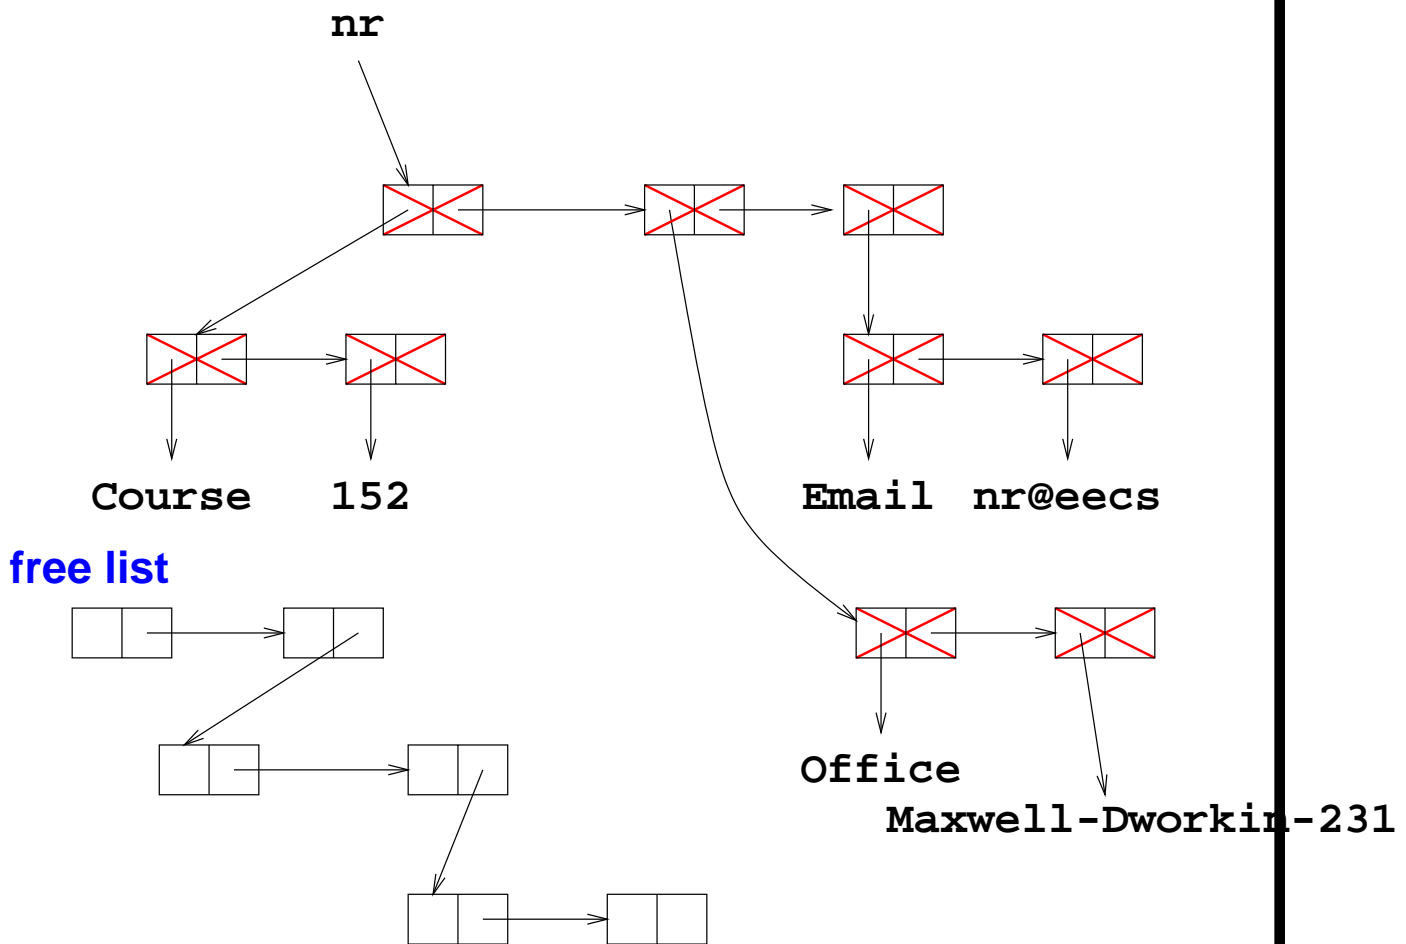 nr
Course 152
Email nr@eecs
free list
Office
Maxwell-Dworkin-231